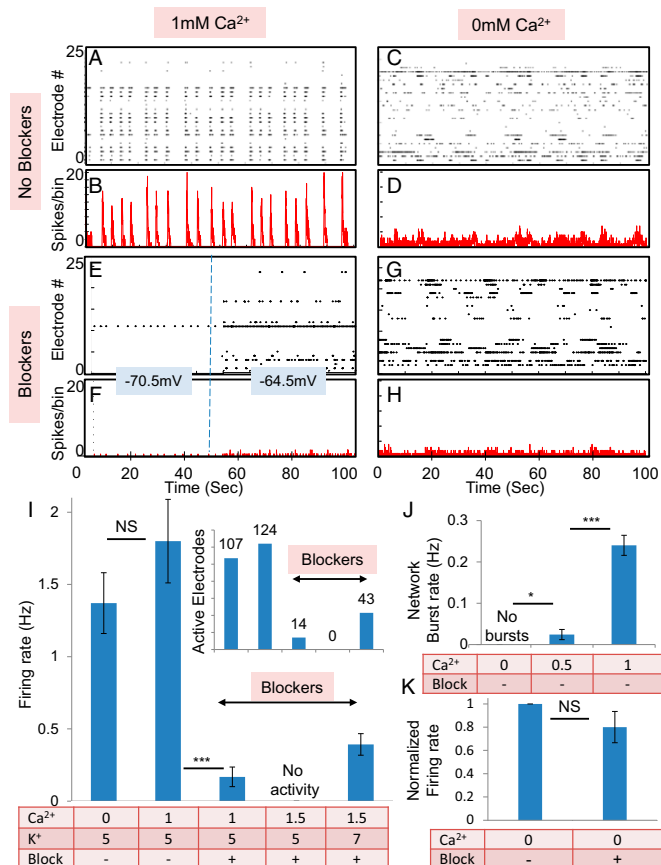 1mM Ca²⁺
0mM Ca²⁺
No Blockers
Blockers
A
25
Electrode #
0
C
B
20
Spikes/bin
0
D
E
25
Electrode #
0
G
-70.5mV
-64.5mV
F
20
Spikes/bin
0
H
0 20 40 60 80 100
Time (Sec)
0 20 40 60 80 100
Time (Sec)
I
2
1.5
1
0.5
0
Firing rate (Hz)
NS
***
Active Electrodes
107
124
14
0
43
Blockers
Blockers
No
activity
Ca²⁺ 0 1 1 1.5 1.5
K⁺ 5 5 5 5 7
Block - - + + +
J
0.3
0.2
0.1
0
Network
Burst rate (Hz)
No
bursts
*
***
Ca²⁺ 0 0.5 1
Block - - -
K
1
0.8
0.6
0.4
0.2
0
Normalized
Firing rate
NS
Ca²⁺ 0 0
Block - +